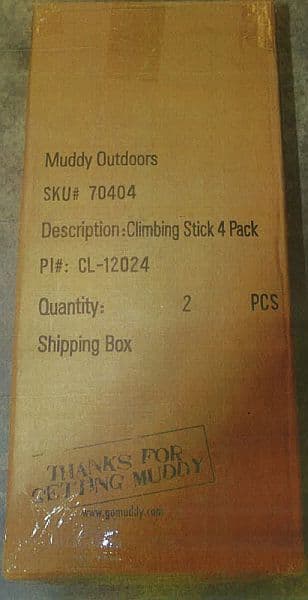 Muddy Outdoors
SKU# 70404
Description:Climbing Stick 4 Pack
PI#: CL-12024
Quantity: 2 PCS
Shipping Box
THANKS FOR
GETTING MUDDY
www.gomuddy.com